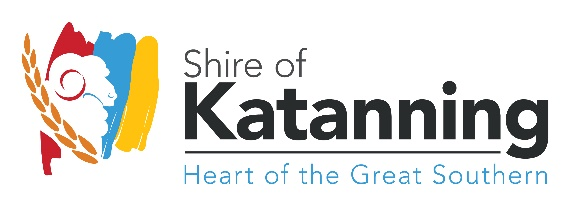 Shire of
Katanning
Heart of the Great Southern